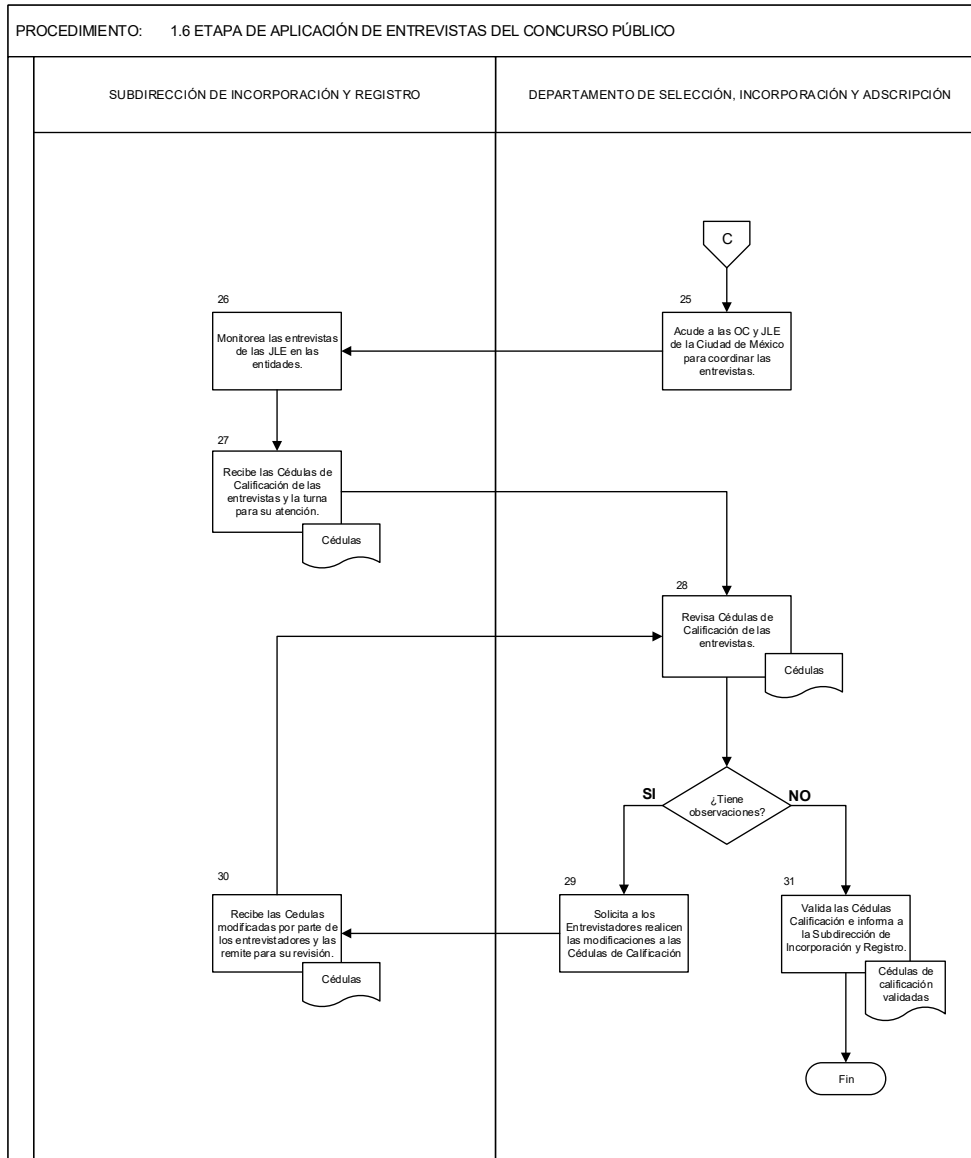 PROCEDIMIENTO: 1.6 ETAPA DE APLICACIÓN DE ENTREVISTAS DEL CONCURSO PÚBLICO
SUBDIRECCIÓN DE INCORPORACIÓN Y REGISTRO
DEPARTAMENTO DE SELECCIÓN, INCORPORACIÓN Y ADSCRIPCIÓN
C
25
Acude a las OC y JLE
de la Ciudad de México
para coordinar las
entrevistas.
26
Monitorea las entrevistas
de las JLE en las
entidades.
27
Recibe las Cédulas de
Calificación de las
entrevistas y la turna
para su atención.
Cédulas
28
Revisa Cédulas de
Calificación de las
entrevistas.
Cédulas
¿Tiene
observaciones?
SI
NO
29
Solicita a los
Entrevistadores realicen
las modificaciones a las
Cédulas de Calificación
30
Recibe las Cedulas
modificadas por parte de
los entrevistadores y las
remite para su revisión.
Cédulas
31
Valida las Cédulas
Calificación e informa a
la Subdirección de
Incorporación y Registro.
Cédulas de
calificación
validadas
Fin